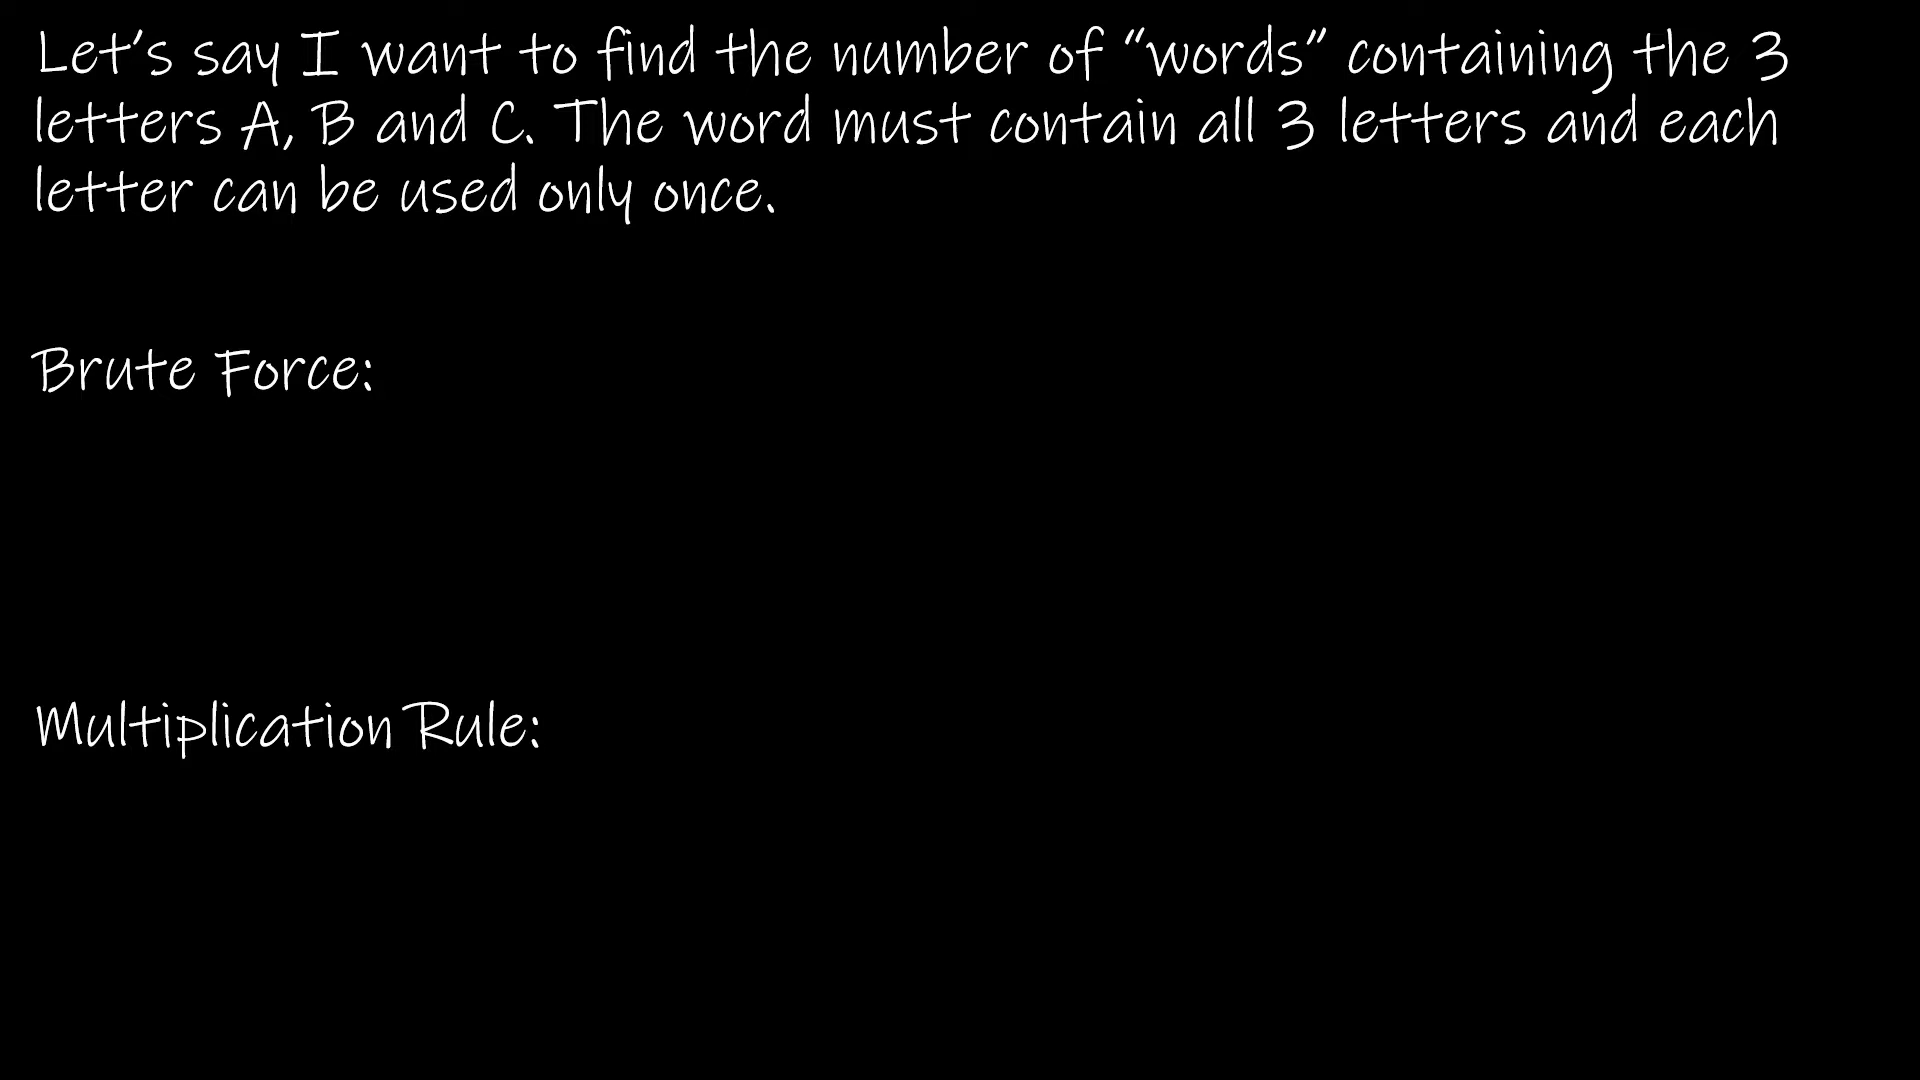 Let's say I want to find the number of "words" containing the 3
letters A, B and C. The word must contain all 3 letters and each
letter can be used only once.
Brute Force:
Multiplication Rule: